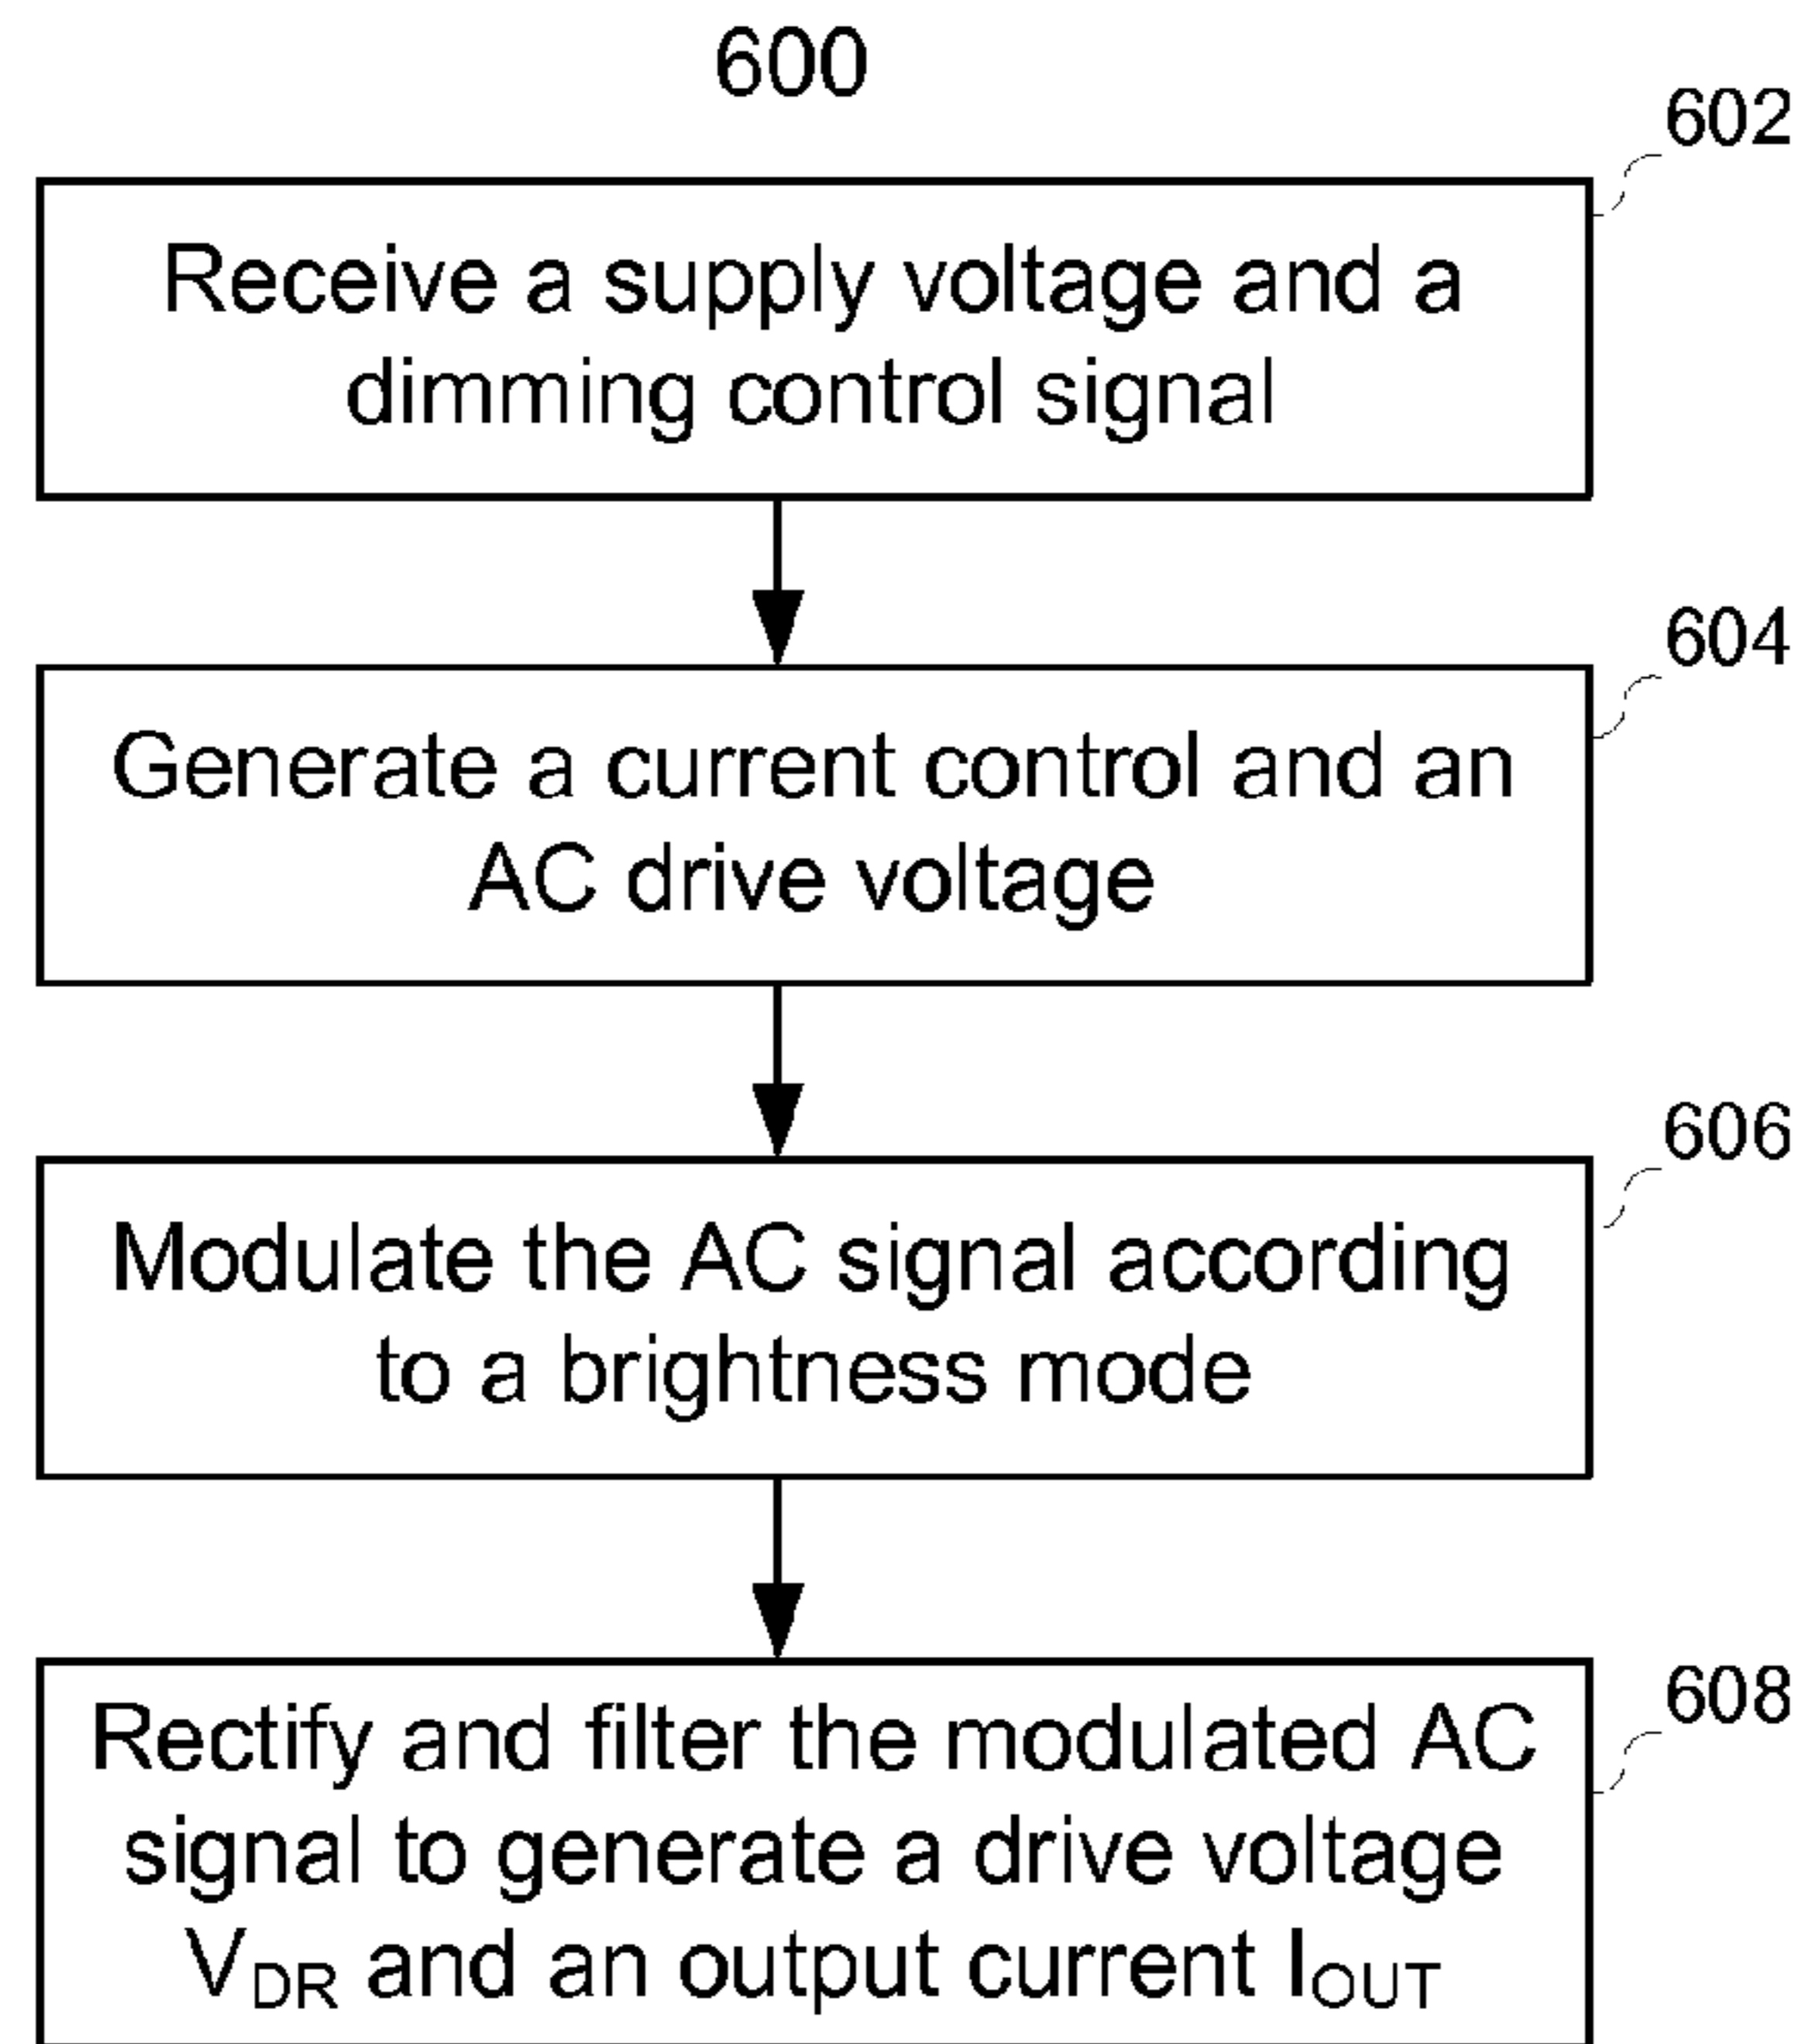 600
602
Receive a supply voltage and a
dimming control signal
604
Generate a current control and an
AC drive voltage
606
Modulate the AC signal according
to a brightness mode
608
Rectify and filter the modulated AC
signal to generate a drive voltage
V_DR and an output current I_OUT